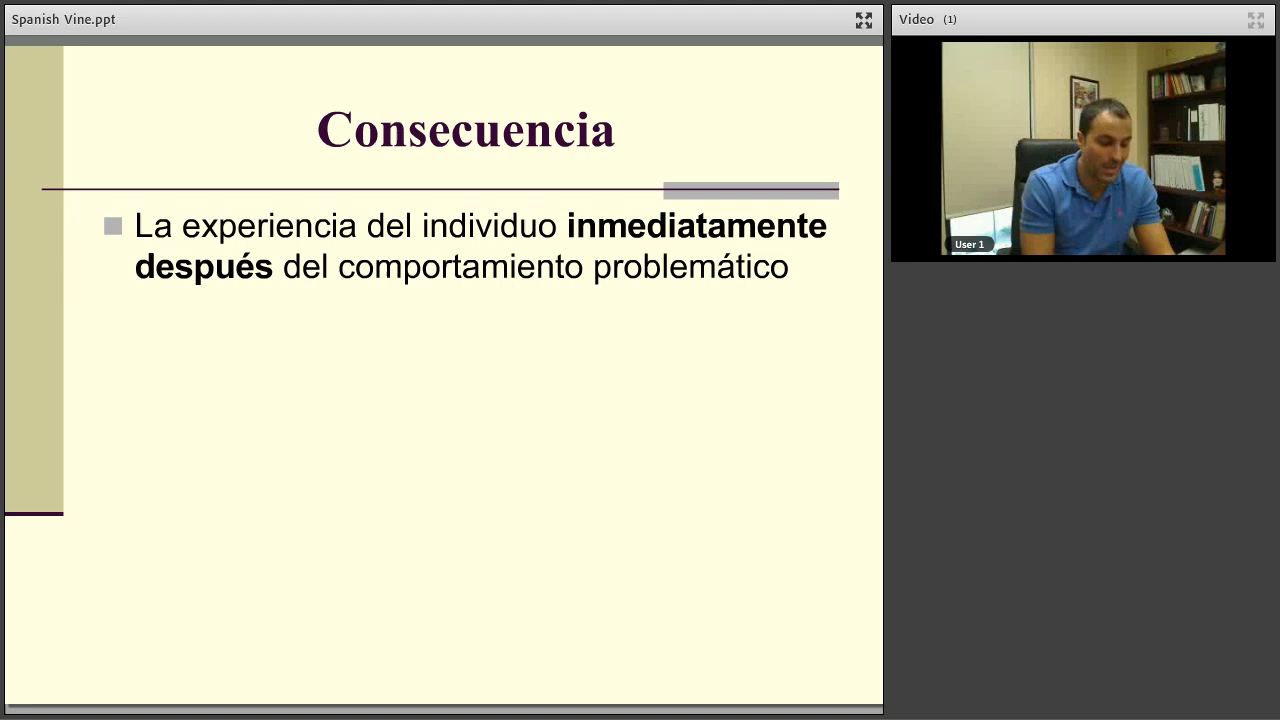 Spanish Vine.ppt
Video (1)
Consecuencia
La experiencia del individuo inmediatamente
después del comportamiento problemático
User 1